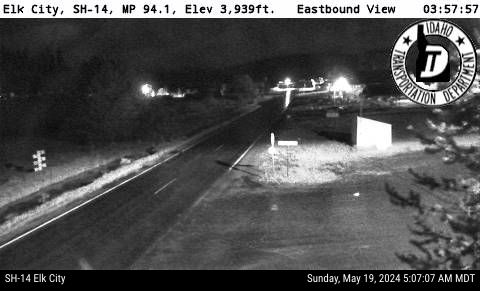 Elk City, SH-14, MP 94.1, Elev 3,939ft. Eastbound View 03:57:57
IDAHO
TRANSPORTATION DEPARTMENT
SH-14 Elk City Sunday, May 19, 2024 5:07:07 AM MDT